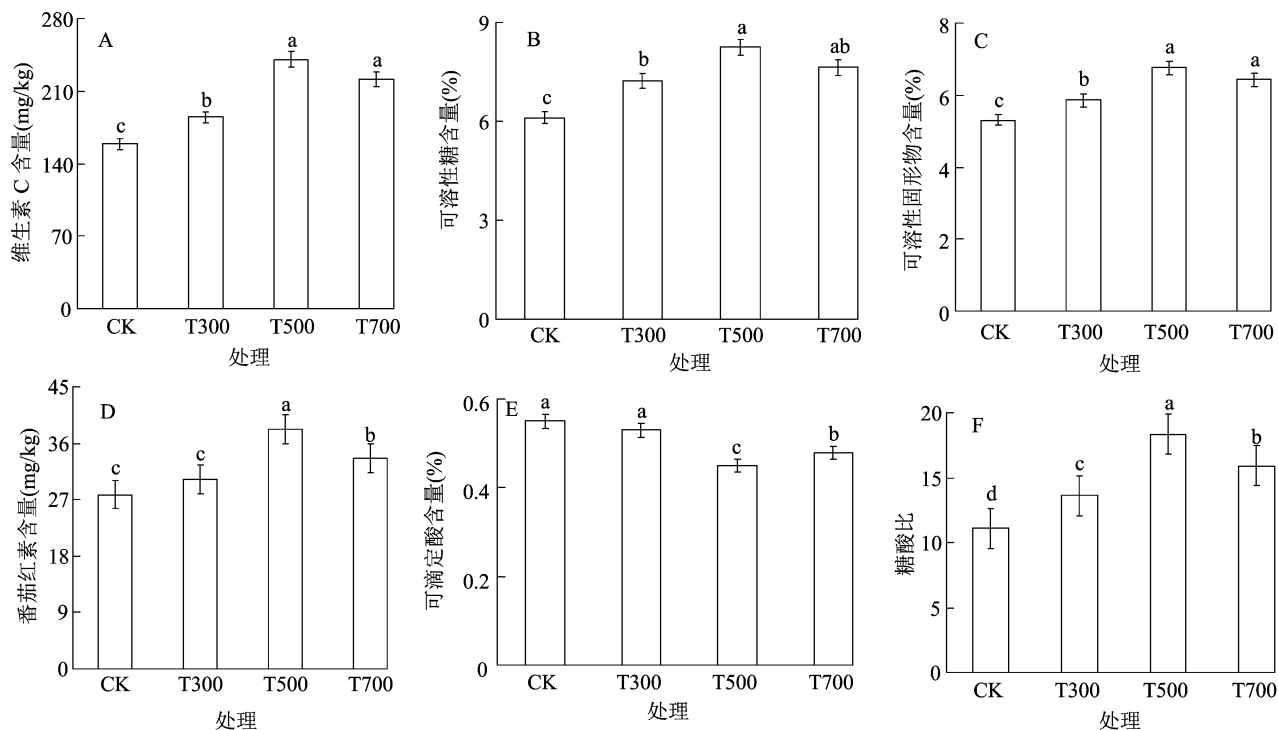 A
维生素 C 含量(mg/kg)
280
210
140
70
0
c
b
a
a
CK
T300
T500
T700
处理
B
可溶性糖含量(%)
9
6
3
0
c
b
a
ab
CK
T300
T500
T700
处理
C
可溶性固形物含量(%)
8
6
4
2
0
c
b
a
a
CK
T300
T500
T700
处理
D
番茄红素含量(mg/kg)
45
36
27
18
9
0
c
c
a
b
CK
T300
T500
T700
处理
E
可滴定酸含量(%)
0.6
0.4
0.2
0
a
a
c
b
CK
T300
T500
T700
处理
F
糖酸比
20
15
10
5
0
d
c
a
b
CK
T300
T500
T700
处理